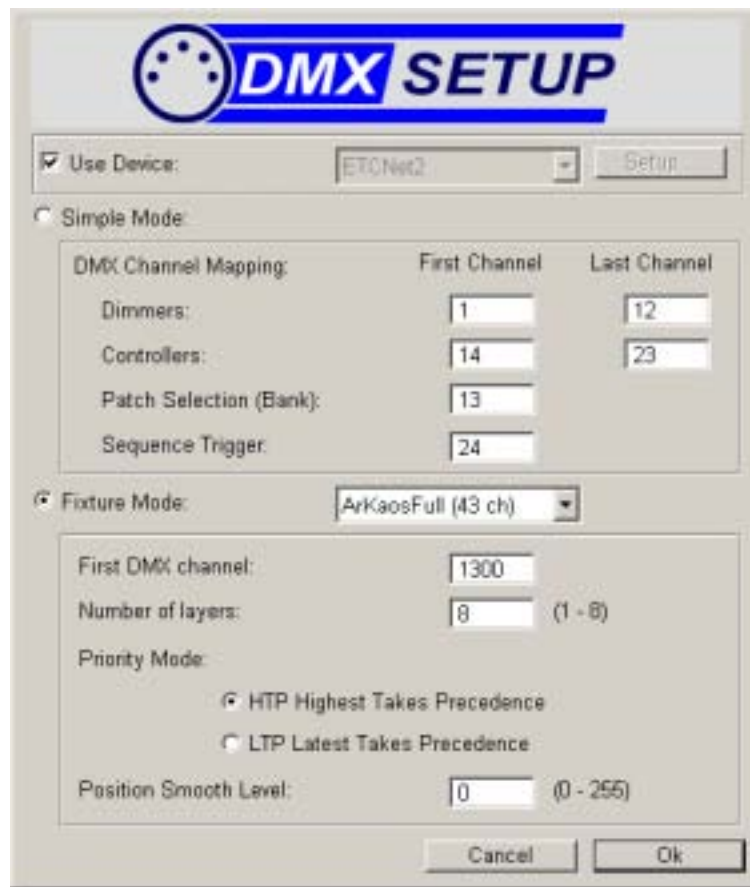 DMX SETUP
Use Device: ETCNet2 Setup...
Simple Mode:
DMX Channel Mapping: First Channel Last Channel
Dimmers: 1 12
Controllers: 14 23
Patch Selection (Bank): 13
Sequence Trigger: 24
Fixture Mode: ArKaosFull (43 ch)
First DMX channel: 1300
Number of layers: 8 (1 - 8)
Priority Mode:
HTP Highest Takes Precedence
LTP Latest Takes Precedence
Position Smooth Level: 0 (0 - 255)
Cancel Ok